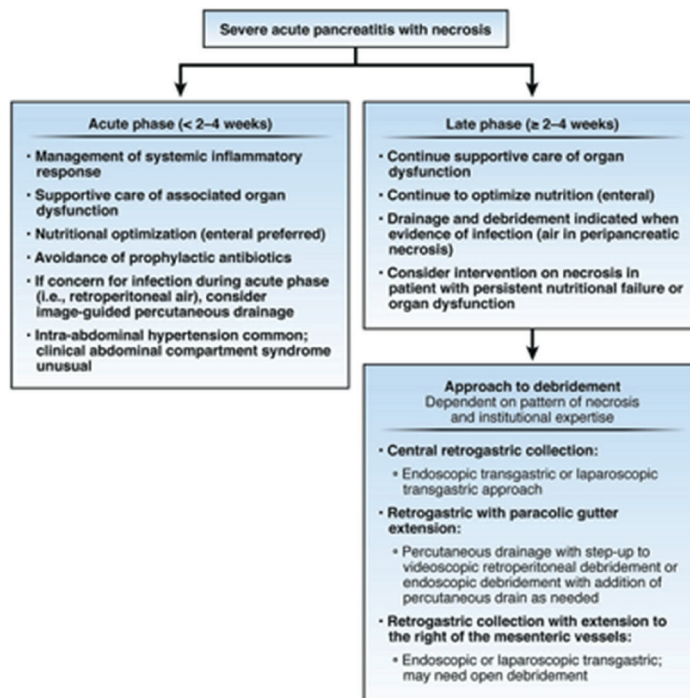 Severe acute pancreatitis with necrosis
Acute phase (< 2–4 weeks)
• Management of systemic inflammatory
response
• Supportive care of associated organ
dysfunction
• Nutritional optimization (enteral preferred)
• Avoidance of prophylactic antibiotics
• If concern for infection during acute phase
(i.e., retroperitoneal air), consider
image-guided percutaneous drainage
• Intra-abdominal hypertension common;
clinical abdominal compartment syndrome
unusual
Late phase (≥ 2–4 weeks)
• Continue supportive care of organ
dysfunction
• Continue to optimize nutrition (enteral)
• Drainage and debridement indicated when
evidence of infection (air in peripancreatic
necrosis)
• Consider intervention on necrosis in
patient with persistent nutritional failure or
organ dysfunction
Approach to debridement
Dependent on pattern of necrosis
and institutional expertise
• Central retrogastric collection:
• Endoscopic transgastric or laparoscopic
transgastric approach
• Retrogastric with paracolic gutter
extension:
• Percutaneous drainage with step-up to
videoscopic retroperitoneal debridement or
endoscopic debridement with addition of
percutaneous drain as needed
• Retrogastric collection with extension to
the right of the mesenteric vessels:
• Endoscopic or laparoscopic transgastric;
may need open debridement